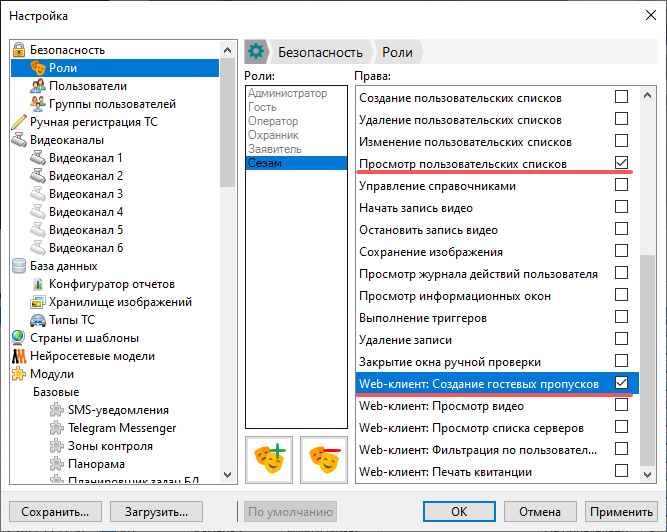 Настройка
Безопасность
Роли
Пользователи
Группы пользователей
Ручная регистрация ТС
Видеоканалы
Видеоканал 1
Видеоканал 2
Видеоканал 3
Видеоканал 4
Видеоканал 5
Видеоканал 6
База данных
Конфигуратор отчетов
Хранилище изображений
Типы ТС
Страны и шаблоны
Нейросетевые модели
Модули
Базовые
SMS-уведомления
Telegram Messenger
Зоны контроля
Панорама
Планировщик задач БД
Безопасность Роли
Роли:
Администратор
Гость
Оператор
Охранник
Заявитель
Сезам
Права:
Создание пользовательских списков
Удаление пользовательских списков
Изменение пользовательских списков
Просмотр пользовательских списков
Управление справочниками
Начать запись видео
Остановить запись видео
Сохранение изображения
Просмотр журнала действий пользователя
Просмотр информационных окон
Выполнение триггеров
Удаление записи
Закрытие окна ручной проверки
Web-клиент: Создание гостевых пропусков
Web-клиент: Просмотр видео
Web-клиент: Просмотр списка серверов
Web-клиент: Фильтрация по пользовател...
Web-клиент: Печать квитанции
Сохранить... Загрузить... По умолчанию OK Отмена Применить